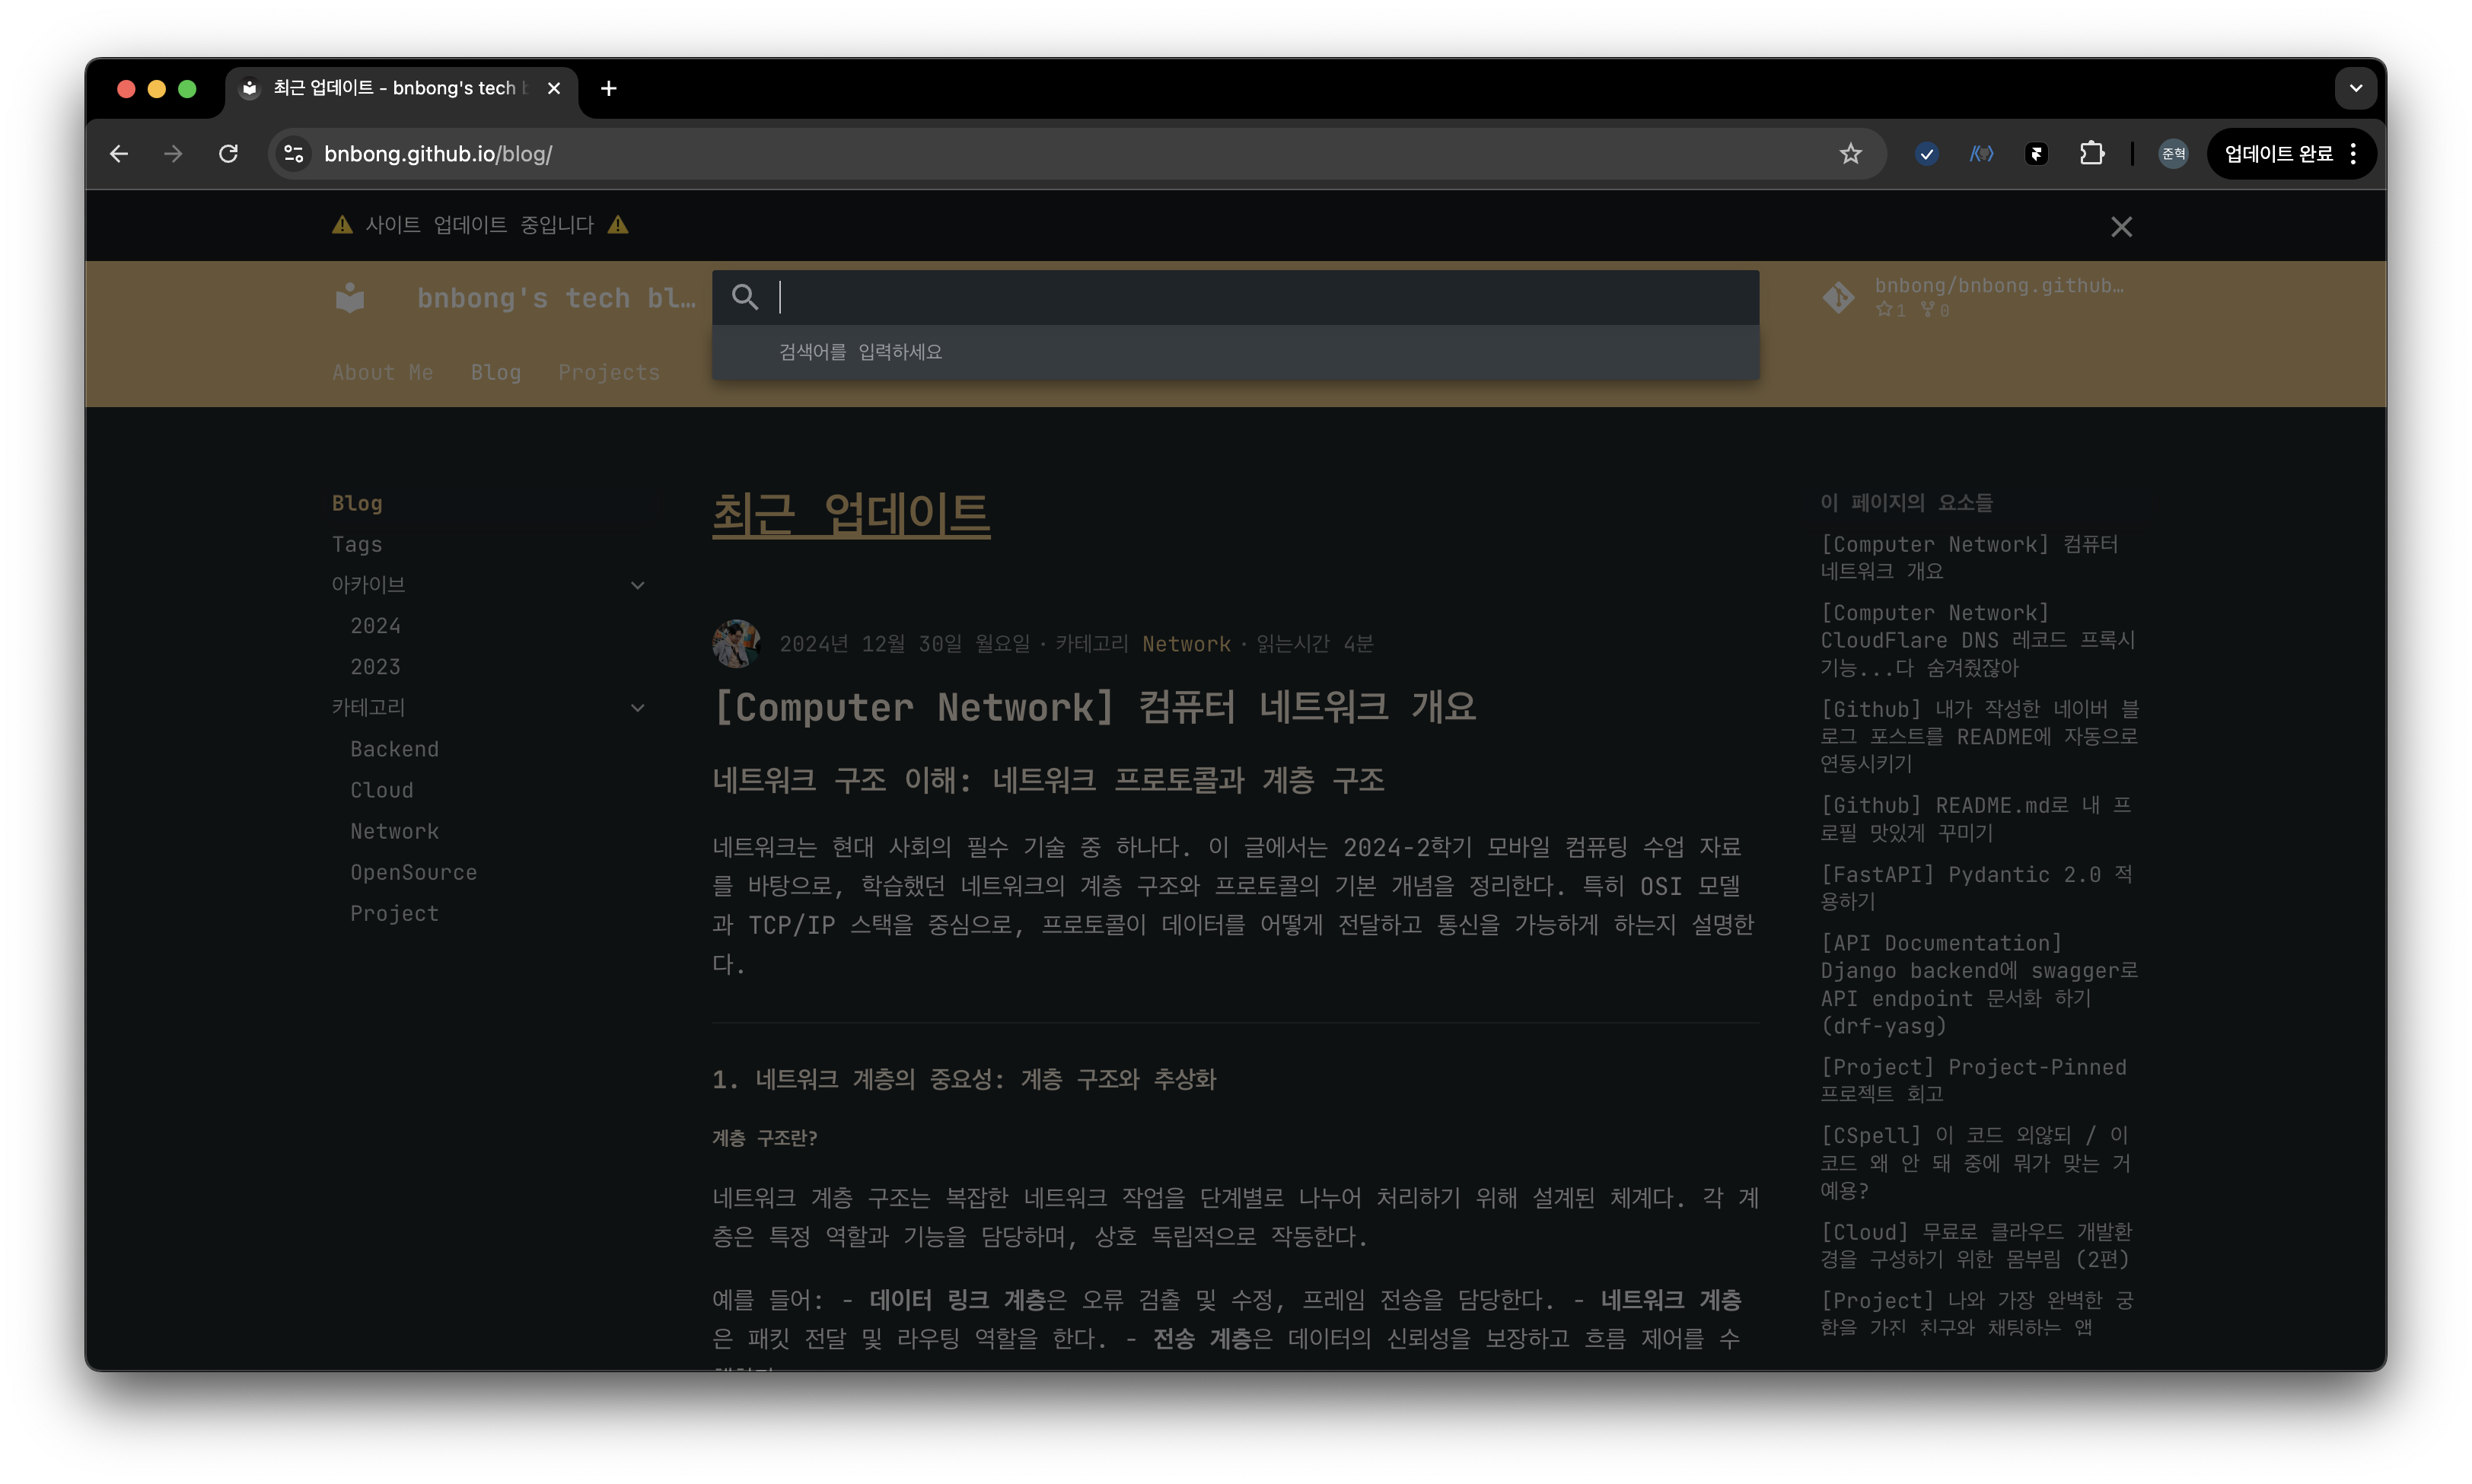 최근 업데이트 - bnbong's tech
bnbong.github.io/blog/
준혁
업데이트 완료
사이트 업데이트 중입니다
bnbong's tech bl…
검색어를 입력하세요
bnbong/bnbong.github…
1 0
About Me Blog Projects
Blog
Tags
아카이브
2024
2023
카테고리
Backend
Cloud
Network
OpenSource
Project
최근 업데이트
2024년 12월 30일 월요일 · 카테고리 Network · 읽는시간 4분
[Computer Network] 컴퓨터 네트워크 개요
네트워크 구조 이해: 네트워크 프로토콜과 계층 구조
네트워크는 현대 사회의 필수 기술 중 하나다. 이 글에서는 2024-2학기 모바일 컴퓨팅 수업 자료
를 바탕으로, 학습했던 네트워크의 계층 구조와 프로토콜의 기본 개념을 정리한다. 특히 OSI 모델
과 TCP/IP 스택을 중심으로, 프로토콜이 데이터를 어떻게 전달하고 통신을 가능하게 하는지 설명한
다.
1. 네트워크 계층의 중요성: 계층 구조와 추상화
계층 구조란?
네트워크 계층 구조는 복잡한 네트워크 작업을 단계별로 나누어 처리하기 위해 설계된 체계다. 각 계
층은 특정 역할과 기능을 담당하며, 상호 독립적으로 작동한다.
예를 들어: - 데이터 링크 계층은 오류 검출 및 수정, 프레임 전송을 담당한다. - 네트워크 계층
은 패킷 전달 및 라우팅 역할을 한다. - 전송 계층은 데이터의 신뢰성을 보장하고 흐름 제어를 수
이 페이지의 요소들
[Computer Network] 컴퓨터
네트워크 개요
[Computer Network]
CloudFlare DNS 레코드 프록시
기능...다 숨겨줬잖아
[Github] 내가 작성한 네이버 블
로그 포스트를 README에 자동으로
연동시키기
[Github] README.md로 내 프
로필 맛있게 꾸미기
[FastAPI] Pydantic 2.0 적
용하기
[API Documentation]
Django backend에 swagger로
API endpoint 문서화 하기
(drf-yasg)
[Project] Project-Pinned
프로젝트 회고
[CSpell] 이 코드 외않되 / 이
코드 왜 안 돼 중에 뭐가 맞는 거
예용?
[Cloud] 무료로 클라우드 개발환
경을 구성하기 위한 몸부림 (2편)
[Project] 나와 가장 완벽한 궁
합을 가진 친구와 채팅하는 앱